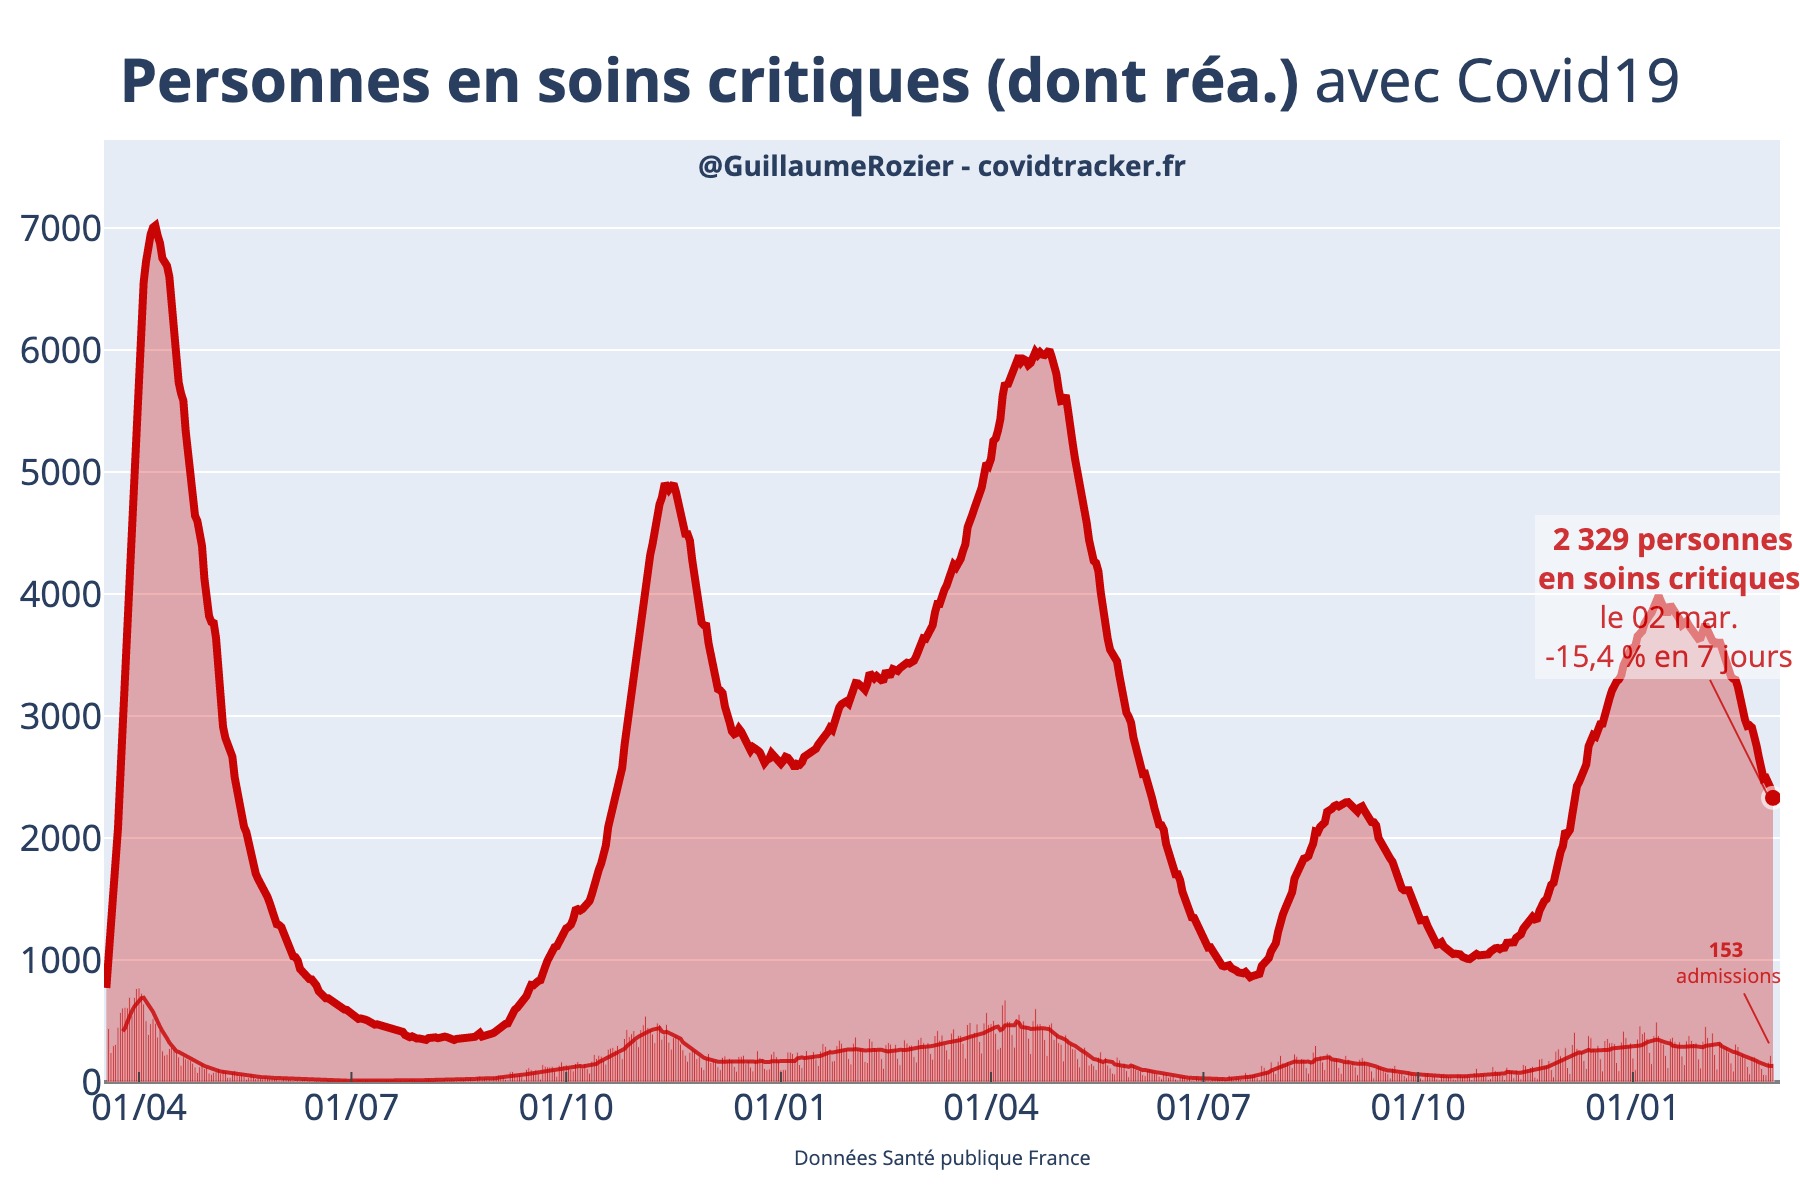 Personnes en soins critiques (dont réa.) avec Covid19
@GuillaumeRozier - covidtracker.fr
7000
6000
5000
4000
3000
2000
1000
0
2 329 personnes
en soins critiques
le 02 mar.
-15,4 % en 7 jours
153
admissions
01/04
01/07
01/10
01/01
01/04
01/07
01/10
01/01
Données Santé publique France